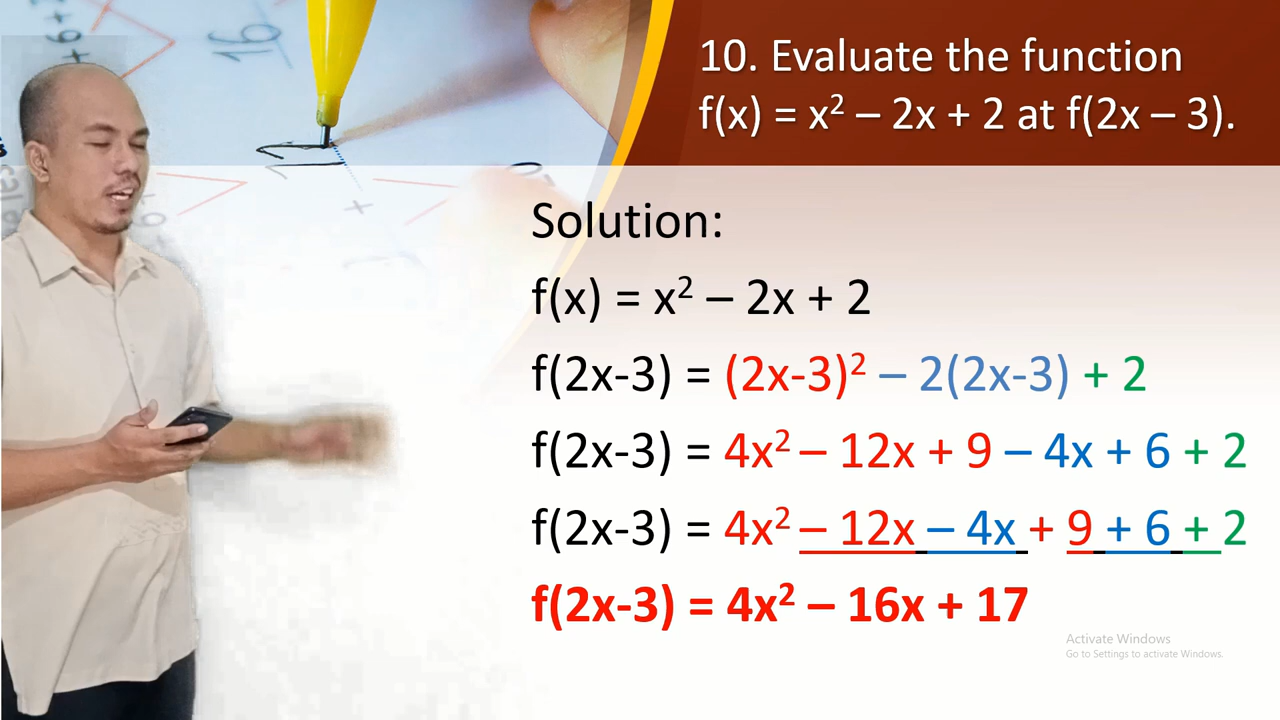 10. Evaluate the function
f(x) = x² – 2x + 2 at f(2x – 3).
Solution:
f(x) = x² – 2x + 2
f(2x-3) = (2x-3)² – 2(2x-3) + 2
f(2x-3) = 4x² – 12x + 9 – 4x + 6 + 2
f(2x-3) = 4x² – 12x – 4x + 9 + 6 + 2
f(2x-3) = 4x² – 16x + 17
Activate Windows
Go to Settings to activate Windows.
16